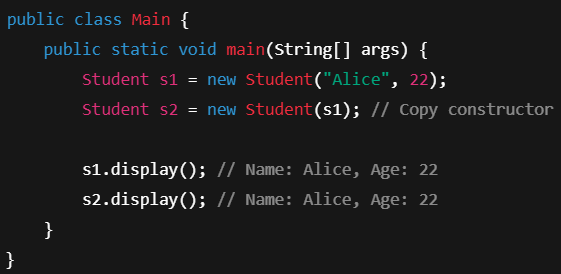 public class Main {
    public static void main(String[] args) {
        Student s1 = new Student("Alice", 22);
        Student s2 = new Student(s1); // Copy constructor

        s1.display(); // Name: Alice, Age: 22
        s2.display(); // Name: Alice, Age: 22
    }
}